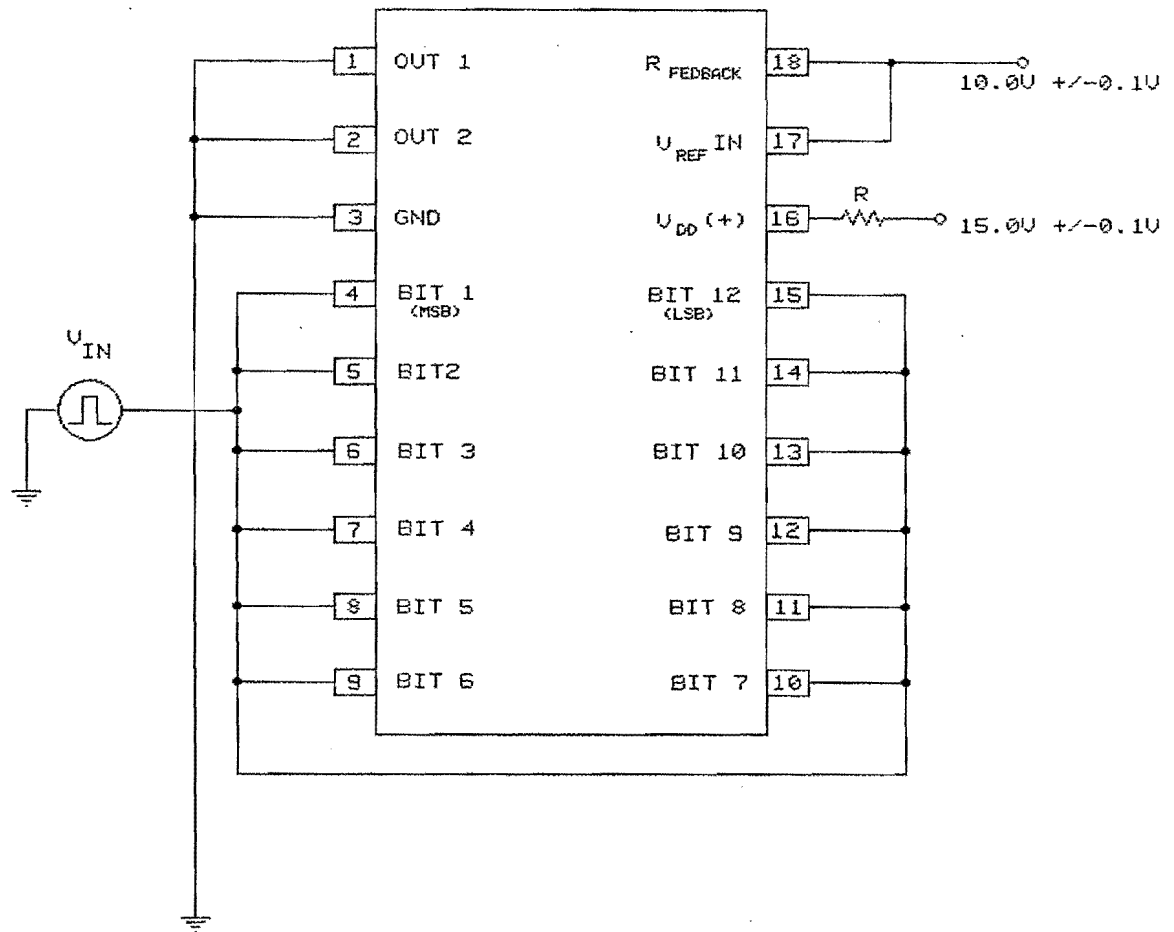 1 OUT 1
2 OUT 2
3 GND
4 BIT 1
(MSB)
5 BIT2
6 BIT 3
7 BIT 4
8 BIT 5
9 BIT 6
R FEDBACK 18
V REF IN 17
V DD (+) 16
BIT 12 15
(LSB)
BIT 11 14
BIT 10 13
BIT 9 12
BIT 8 11
BIT 7 10
10.0V +/-0.1V
R
15.0V +/-0.1V
V IN